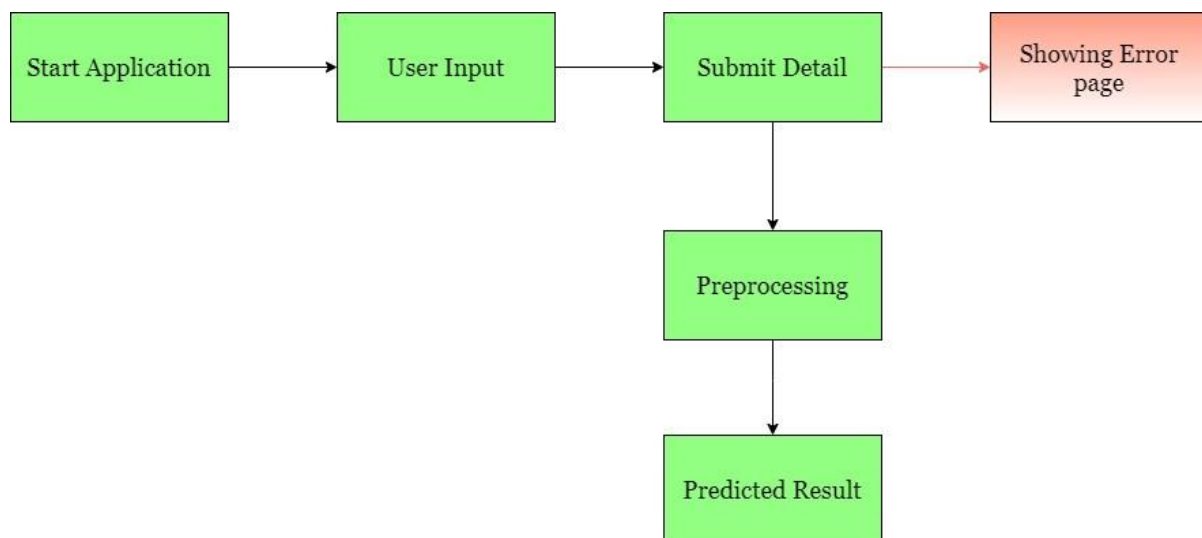 Start Application
User Input
Submit Detail
Showing Error
page
Preprocessing
Predicted Result